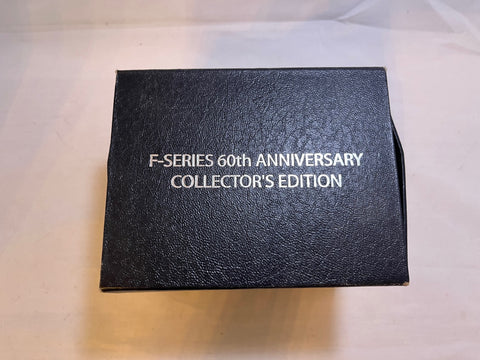 F-SERIES 60th ANNIVERSARY
COLLECTOR'S EDITION